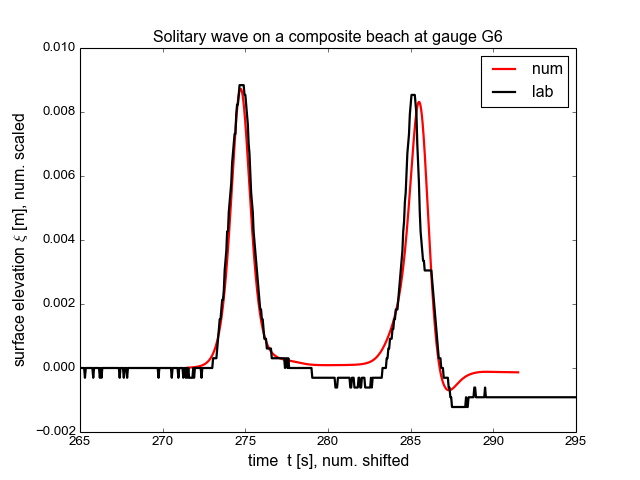 Solitary wave on a composite beach at gauge G6
0.010
0.008
0.006
0.004
0.002
0.000
−0.002
surface elevation ξ [m], num. scaled
num
lab
265 270 275 280 285 290 295
time t [s], num. shifted